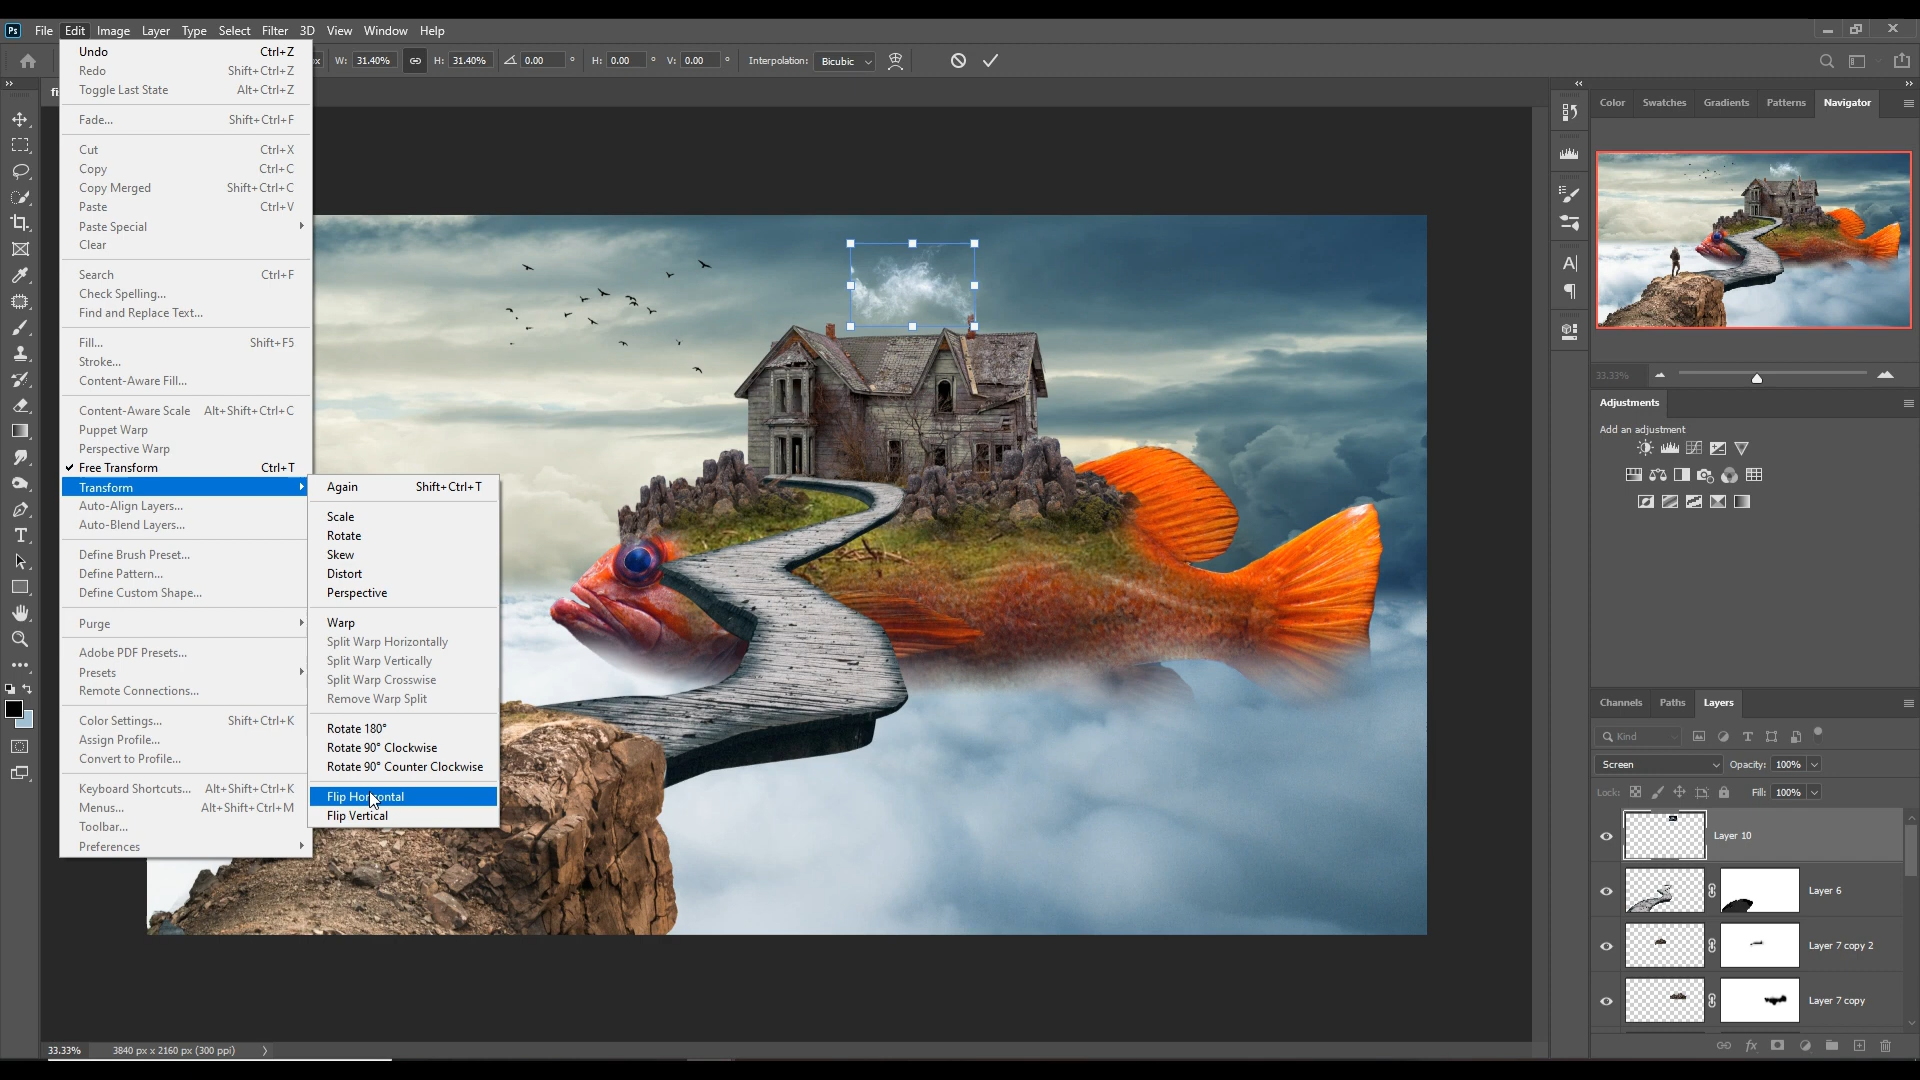 Ps File Edit Image Layer Type Select Filter 3D View Window Help
W: 31.40% H: 31.40% 0.00 ° H: 0.00 ° V: 0.00 ° Interpolation: Bicubic
Undo Ctrl+Z
Redo Shift+Ctrl+Z
Toggle Last State Alt+Ctrl+Z
Fade... Shift+Ctrl+F
Cut Ctrl+X
Copy Ctrl+C
Copy Merged Shift+Ctrl+C
Paste Ctrl+V
Paste Special
Clear
Search Ctrl+F
Check Spelling...
Find and Replace Text...
Fill... Shift+F5
Stroke...
Content-Aware Fill...
Content-Aware Scale Alt+Shift+Ctrl+C
Puppet Warp
Perspective Warp
Free Transform Ctrl+T
Transform
Auto-Align Layers...
Auto-Blend Layers...
Define Brush Preset...
Define Pattern...
Define Custom Shape...
Purge
Adobe PDF Presets...
Presets
Remote Connections...
Color Settings... Shift+Ctrl+K
Assign Profile...
Convert to Profile...
Keyboard Shortcuts... Alt+Shift+Ctrl+K
Menus... Alt+Shift+Ctrl+M
Toolbar...
Preferences
Again Shift+Ctrl+T
Scale
Rotate
Skew
Distort
Perspective
Warp
Split Warp Horizontally
Split Warp Vertically
Split Warp Crosswise
Remove Warp Split
Rotate 180°
Rotate 90° Clockwise
Rotate 90° Counter Clockwise
Flip Horizontal
Flip Vertical
33.33% 3840 px x 2160 px (300 ppi)
Color Swatches Gradients Patterns Navigator
33.33%
Adjustments
Add an adjustment
Channels Paths Layers
Kind
Screen Opacity: 100%
Lock: Fill: 100%
Layer 10
Layer 6
Layer 7 copy 2
Layer 7 copy